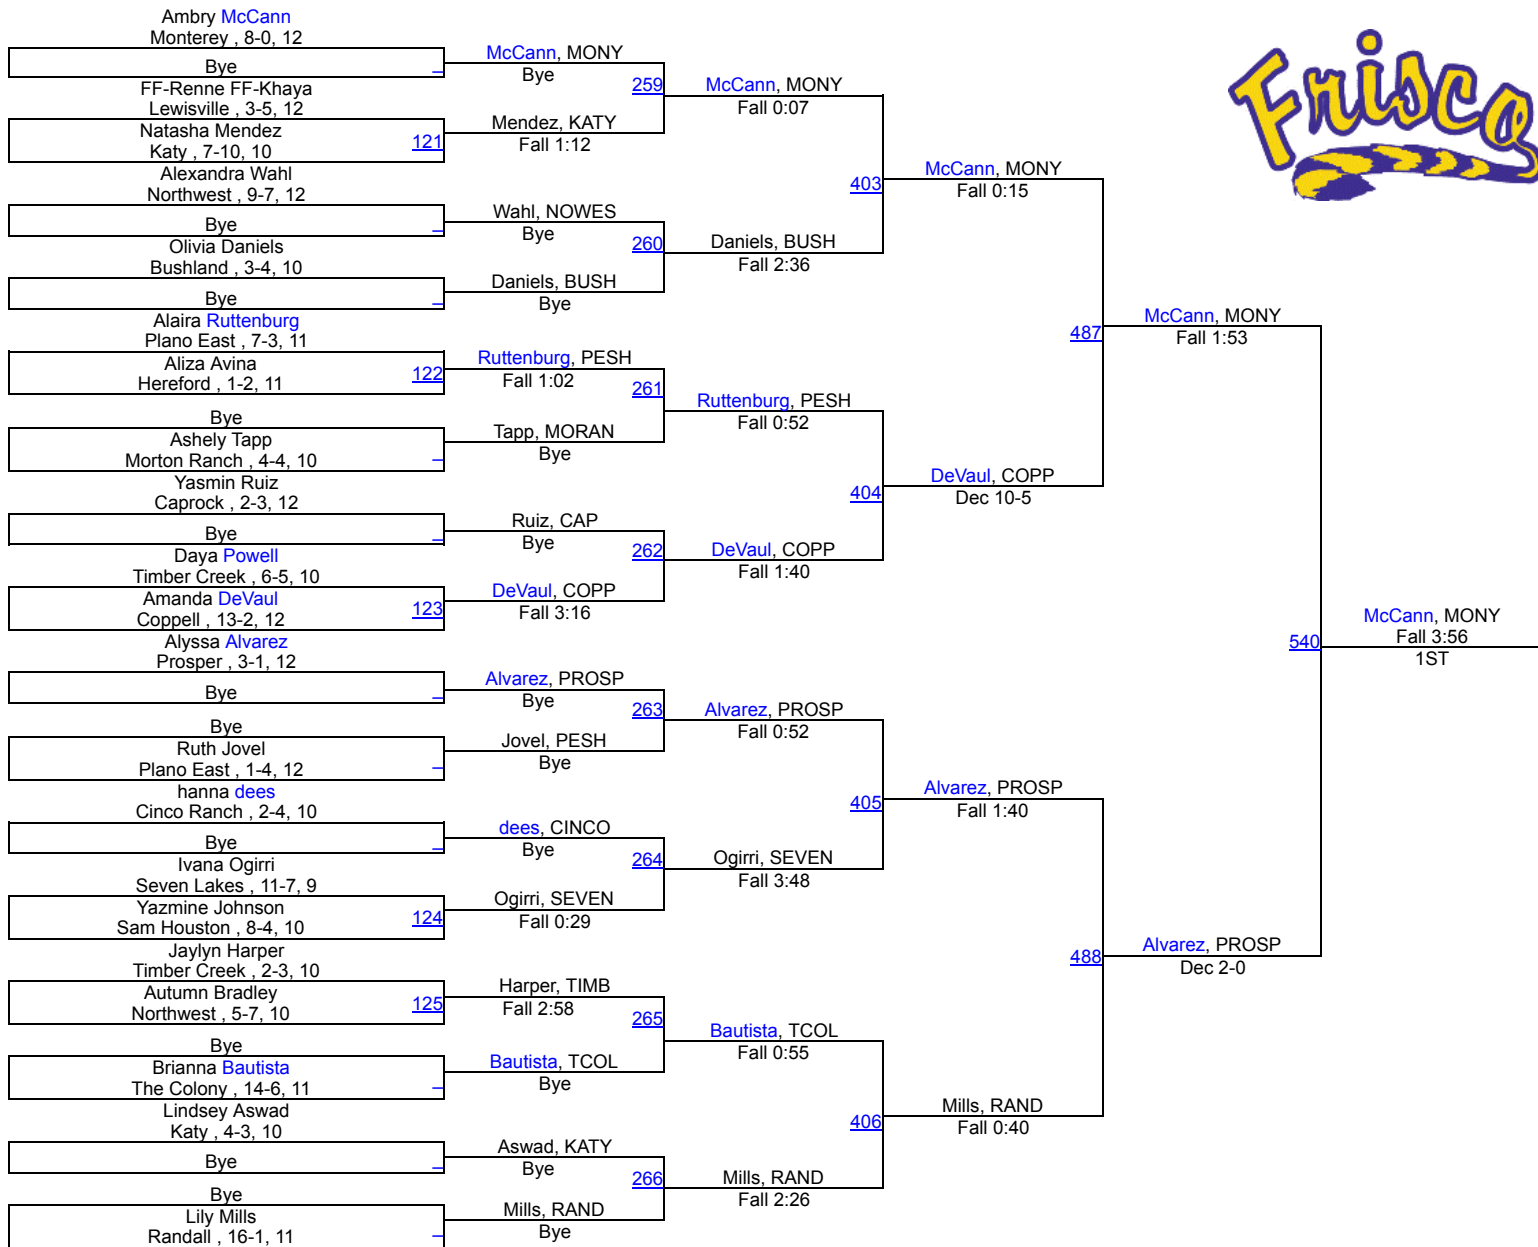 Ambry McCann
Monterey , 8-0, 12
Bye
FF-Renne FF-Khaya
Lewisville , 3-5, 12
Natasha Mendez
Katy , 7-10, 10
121
Alexandra Wahl
Northwest , 9-7, 12
Bye
Olivia Daniels
Bushland , 3-4, 10
Bye
Alaira Ruttenburg
Plano East , 7-3, 11
Aliza Avina
Hereford , 1-2, 11
122
Bye
Ashely Tapp
Morton Ranch , 4-4, 10
Yasmin Ruiz
Caprock , 2-3, 12
Bye
Daya Powell
Timber Creek , 6-5, 10
Amanda DeVaul
Coppell , 13-2, 12
123
Alyssa Alvarez
Prosper , 3-1, 12
Bye
Bye
Ruth Jovel
Plano East , 1-4, 12
hanna dees
Cinco Ranch , 2-4, 10
Bye
Ivana Ogirri
Seven Lakes , 11-7, 9
Yazmine Johnson
Sam Houston , 8-4, 10
124
Jaylyn Harper
Timber Creek , 2-3, 10
Autumn Bradley
Northwest , 5-7, 10
125
Bye
Brianna Bautista
The Colony , 14-6, 11
Lindsey Aswad
Katy , 4-3, 10
Bye
Bye
Lily Mills
Randall , 16-1, 11
McCann, MONY
Bye
259
Mendez, KATY
Fall 1:12
Wahl, NOWES
Bye
260
Daniels, BUSH
Bye
Ruttenburg, PESH
Fall 1:02
261
Tapp, MORAN
Bye
Ruiz, CAP
Bye
262
DeVaul, COPP
Fall 3:16
Alvarez, PROSP
Bye
263
Jovel, PESH
Bye
dees, CINCO
Bye
264
Ogirri, SEVEN
Fall 0:29
Harper, TIMB
Fall 2:58
265
Bautista, TCOL
Bye
Aswad, KATY
Bye
266
Mills, RAND
Bye
McCann, MONY
Fall 0:07
403
Daniels, BUSH
Fall 2:36
Ruttenburg, PESH
Fall 0:52
404
DeVaul, COPP
Fall 1:40
Alvarez, PROSP
Fall 0:52
405
Ogirri, SEVEN
Fall 3:48
Bautista, TCOL
Fall 0:55
406
Mills, RAND
Fall 2:26
McCann, MONY
Fall 0:15
487
DeVaul, COPP
Dec 10-5
Alvarez, PROSP
Fall 1:40
488
Mills, RAND
Fall 0:40
McCann, MONY
Fall 1:53
540
Alvarez, PROSP
Dec 2-0
McCann, MONY
Fall 3:56
1ST
Frisco